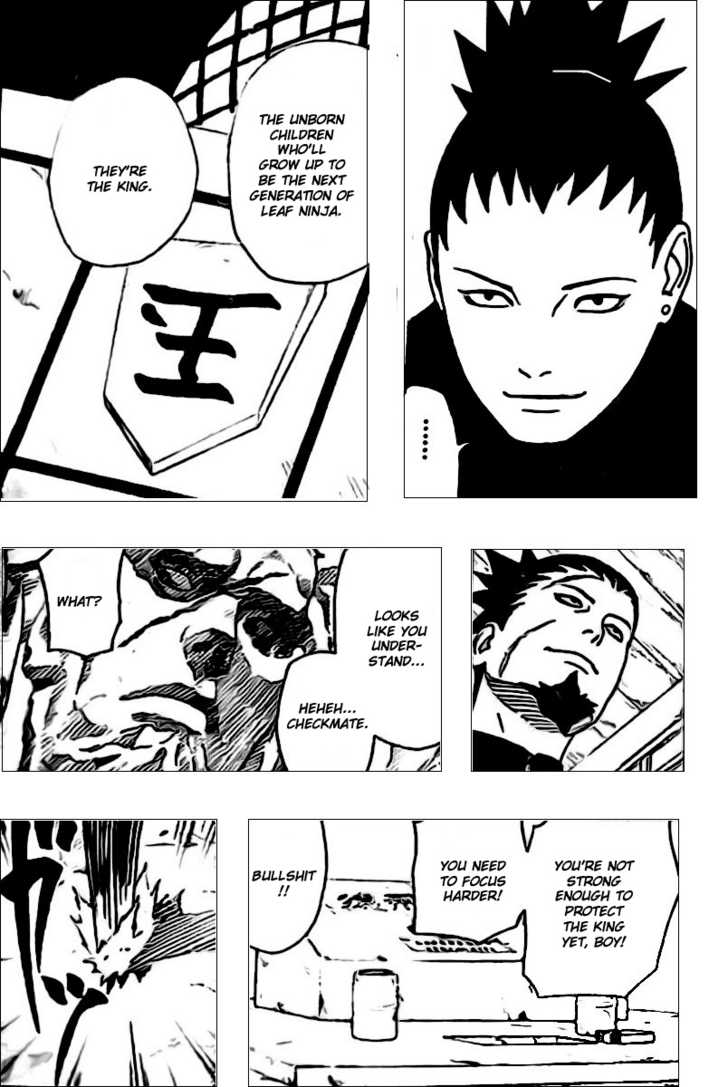 .......
THE UNBORN
CHILDREN
WHO'LL
GROW UP TO
BE THE NEXT
GENERATION OF
LEAF NINJA.
THEY'RE
THE KING.
王
LOOKS
LIKE YOU
UNDER-
STAND...
HEHEH...
CHECKMATE.
WHAT?
YOU'RE NOT
STRONG
ENOUGH TO
PROTECT
THE KING
YET, BOY!
YOU NEED
TO FOCUS
HARDER!
BULLSHIT
!!